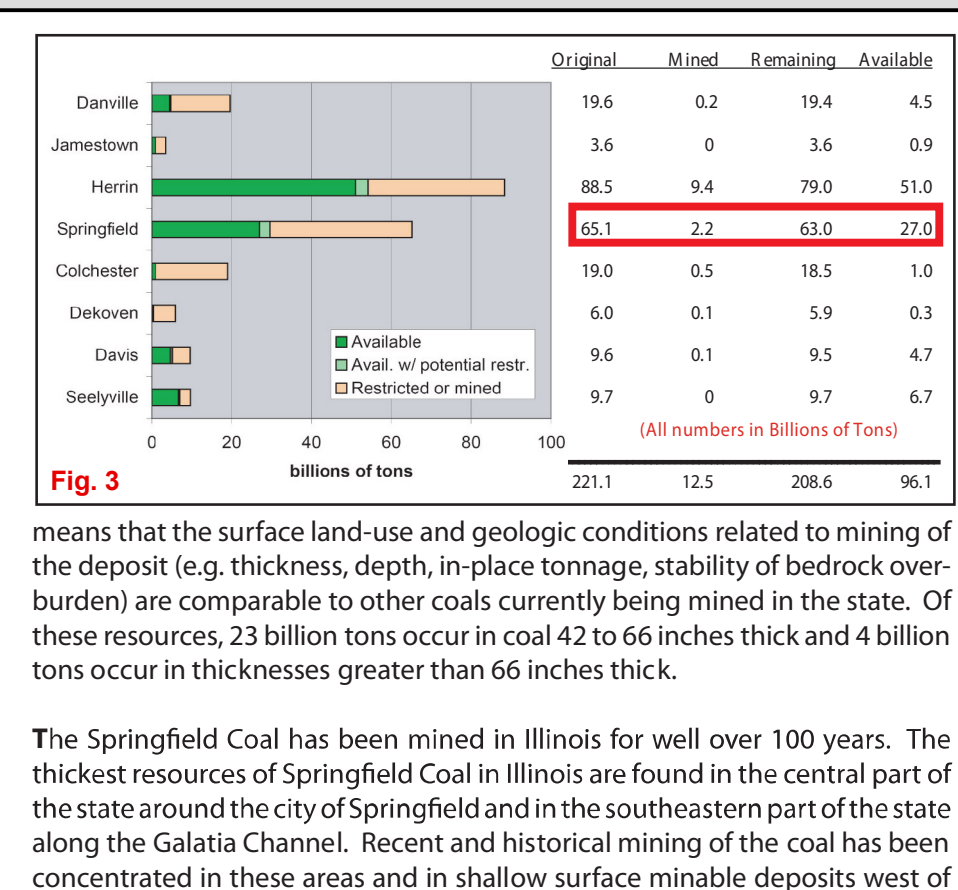 Original Mined Remaining Available
Danville 19.6 0.2 19.4 4.5
Jamestown 3.6 0 3.6 0.9
Herrin 88.5 9.4 79.0 51.0
Springfield 65.1 2.2 63.0 27.0
Colchester 19.0 0.5 18.5 1.0
Dekoven 6.0 0.1 5.9 0.3
Available
Davis 9.6 0.1 9.5 4.7
Avail. w/ potential restr.
Restricted or mined
Seelyville 9.7 0 9.7 6.7
(All numbers in Billions of Tons)
0 20 40 60 80 100
billions of tons
Fig. 3
221.1 12.5 208.6 96.1
means that the surface land-use and geologic conditions related to mining of
the deposit (e.g. thickness, depth, in-place tonnage, stability of bedrock over-
burden) are comparable to other coals currently being mined in the state. Of
these resources, 23 billion tons occur in coal 42 to 66 inches thick and 4 billion
tons occur in thicknesses greater than 66 inches thick.
The Springfield Coal has been mined in Illinois for well over 100 years. The
thickest resources of Springfield Coal in Illinois are found in the central part of
the state around the city of Springfield and in the southeastern part of the state
along the Galatia Channel. Recent and historical mining of the coal has been
concentrated in these areas and in shallow surface minable deposits west of